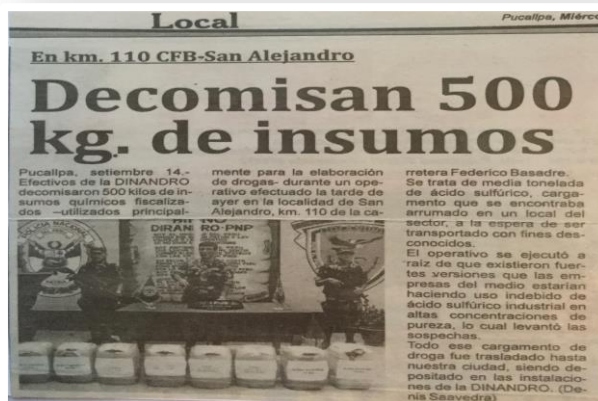 Local
Pucallpa, Miérco
En km. 110 CFB-San Alejandro
Decomisan 500
kg. de insumos
Pucallpa, setiembre 14.-
Efectivos de la DINANDRO
decomisaron 500 kilos de in-
sumos químicos fiscaliza-
dos –utilizados principal-
mente para la elaboración
de drogas- durante un ope-
rativo efectuado la tarde de
ayer en la localidad de San
Alejandro, km. 110 de la ca-
rretera Federico Basadre.
Se trata de media tonelada
de ácido sulfúrico, carga-
mento que se encontraba
arrumado en un local del
sector, a la espera de ser
transportado con fines des-
conocidos.
El operativo se ejecutó a
raíz de que existieron fuer-
tes versiones que las em-
presas del medio estarían
haciendo uso indebido de
ácido sulfúrico industrial en
altas concentraciones de
pureza, lo cual levantó las
sospechas.
Todo ese cargamento de
droga fue trasladado hasta
nuestra ciudad, siendo de-
positado en las instalacio-
nes de la DINANDRO. (De-
nis Saavedra)
DIRANDRO-PNP